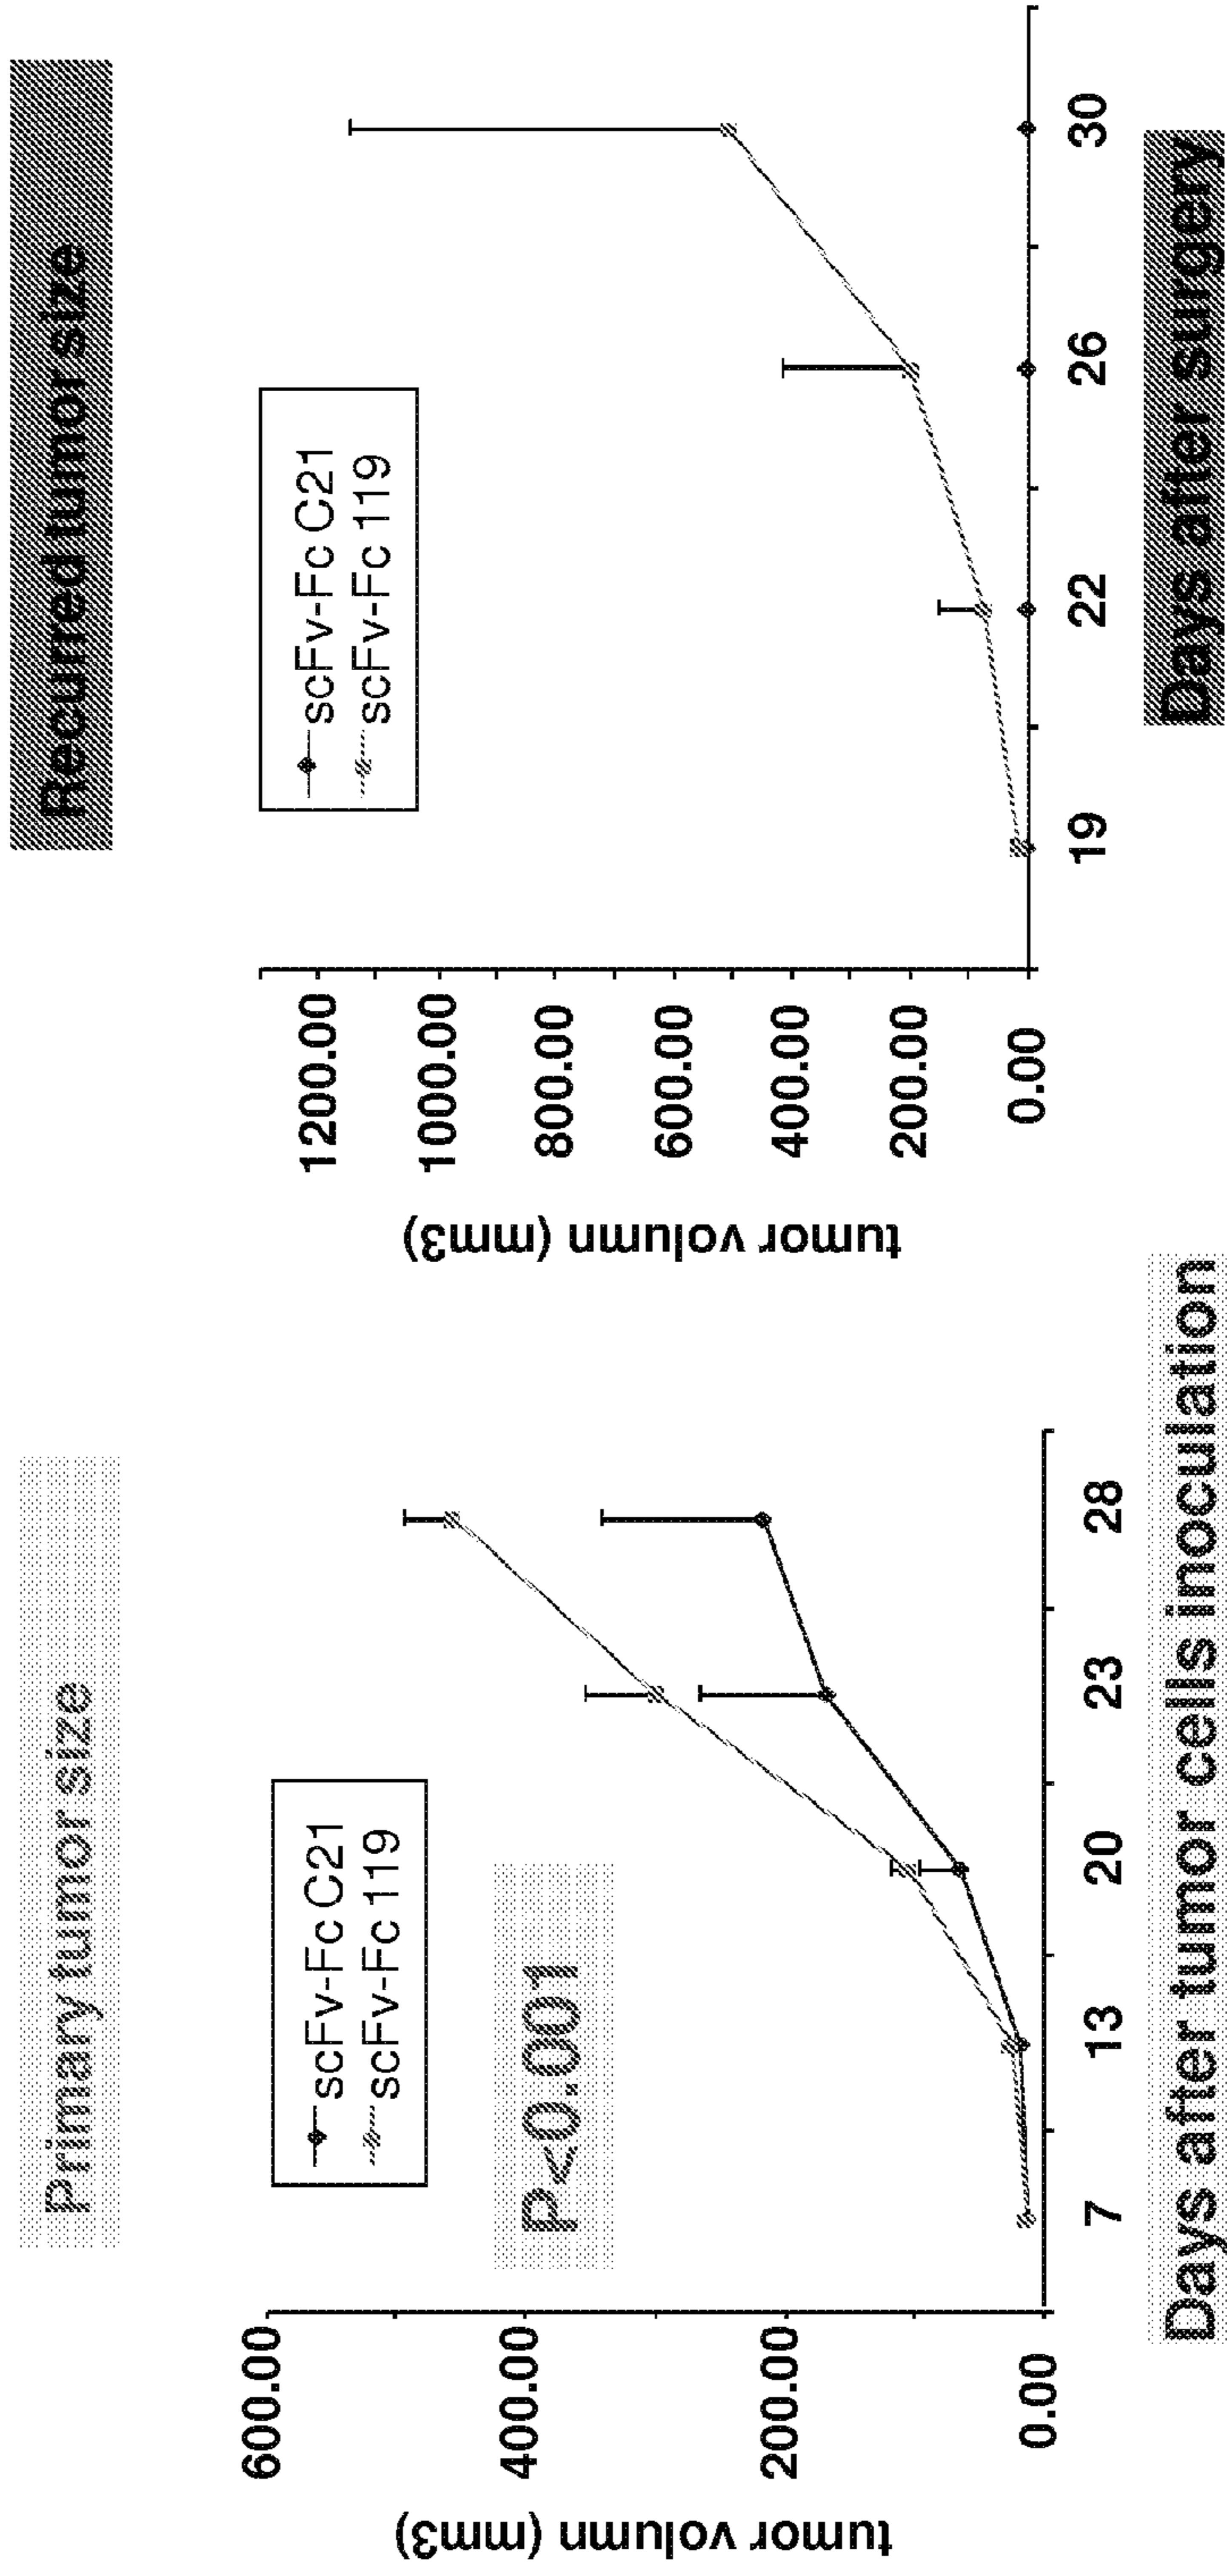 Primary tumor size
tumor volumn (mm3)
600.00
400.00
200.00
0.00
scFv-Fc C21
scFv-Fc 119
P<0.001
7 13 20 23 28
Days after tumor cells inoculation
Recurred tumor size
tumor volumn (mm3)
1200.00
1000.00
800.00
600.00
400.00
200.00
0.00
scFv-Fc C21
scFv-Fc 119
19 22 26 30
Days after surgery